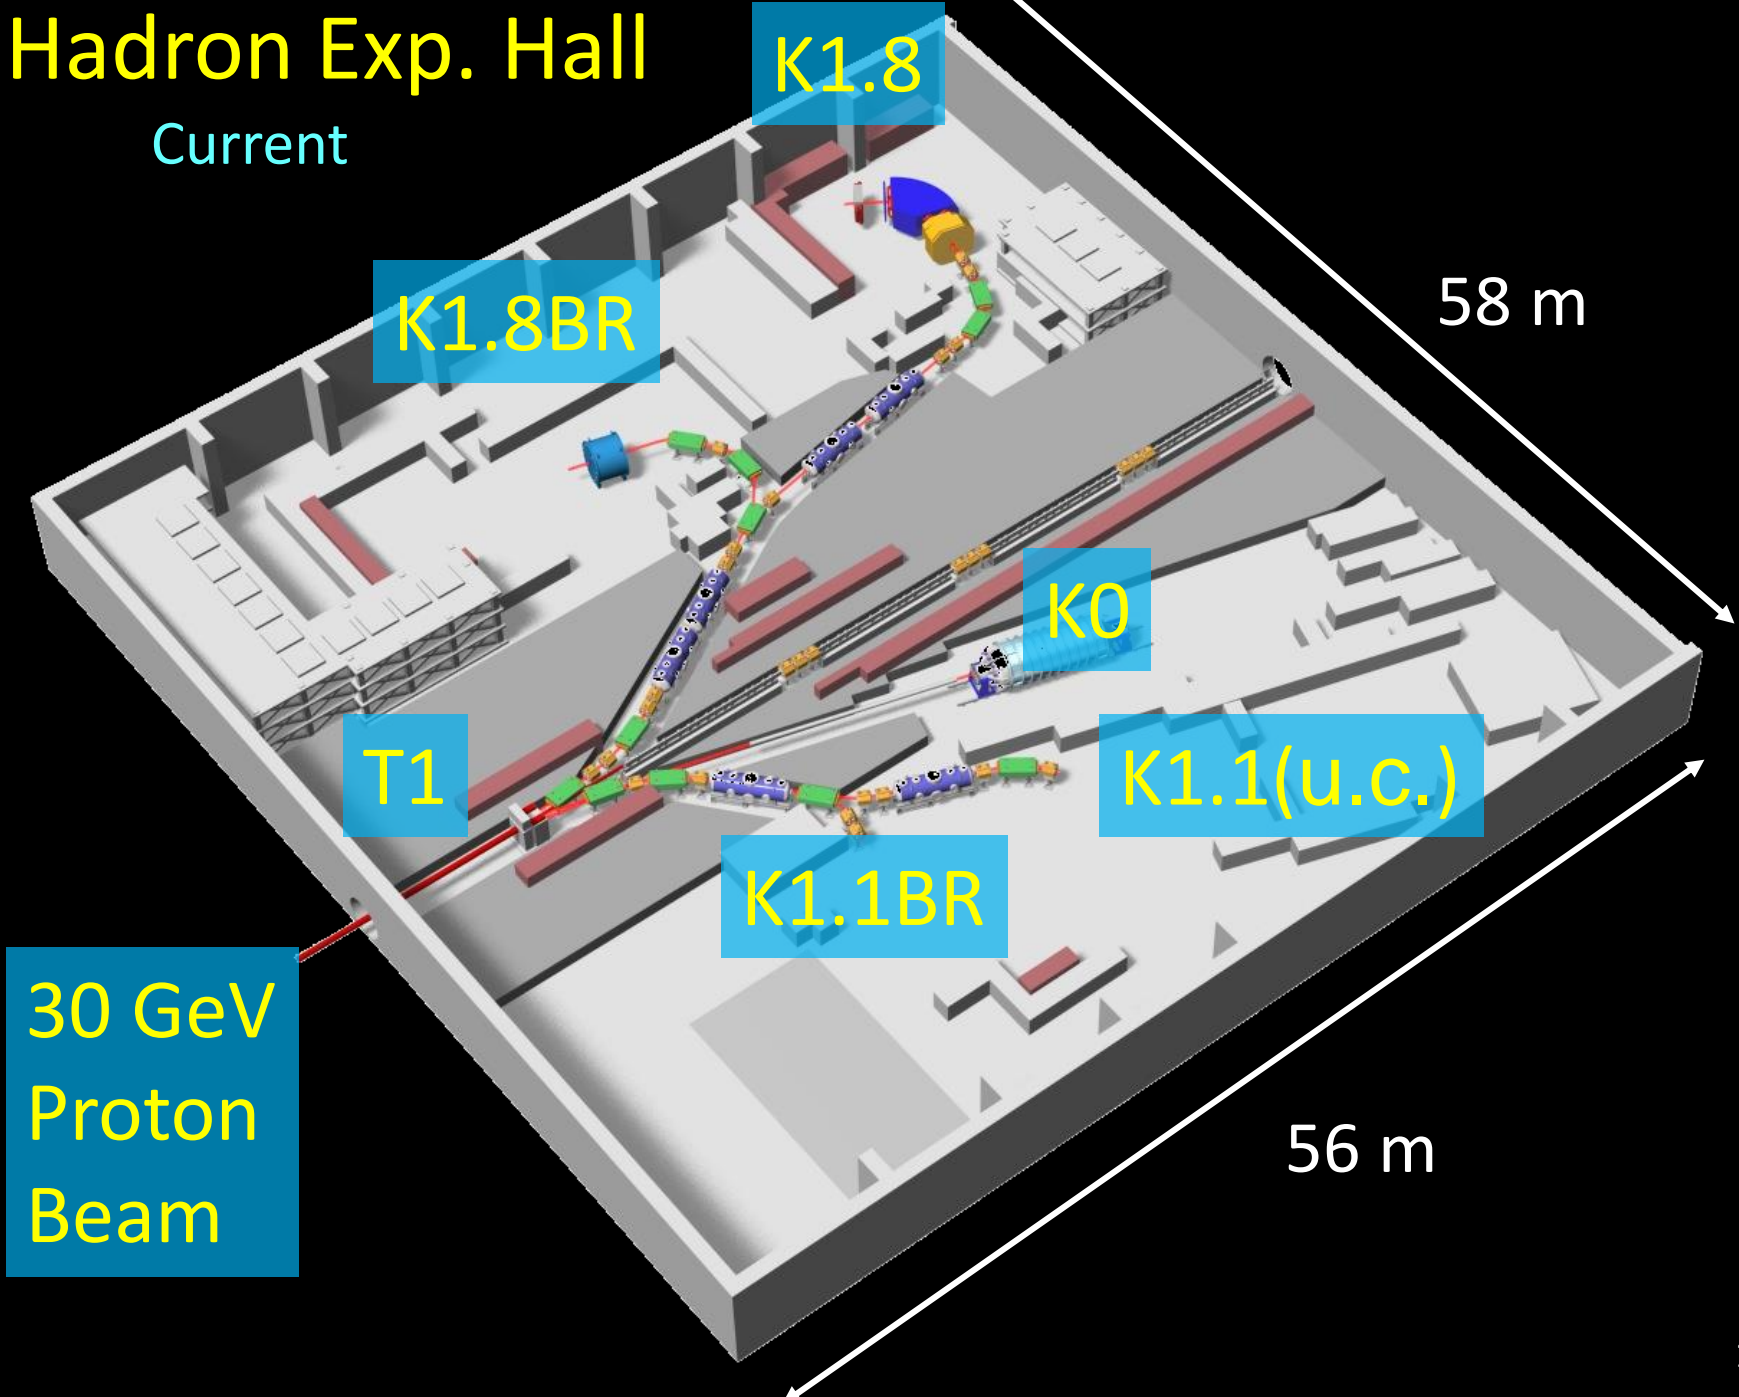 Hadron Exp. Hall
Current
K1.8
K1.8BR
58 m
K0
T1
K1.1(u.c.)
K1.1BR
30 GeV
Proton
Beam
56 m